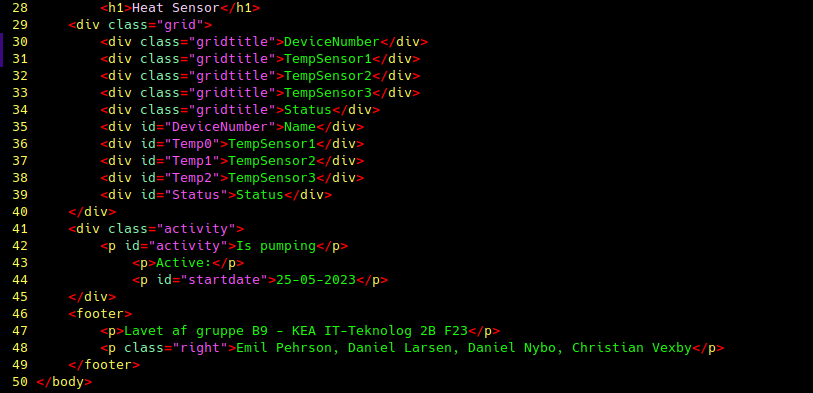 28         <h1>Heat Sensor</h1>
29     <div class="grid">
30         <div class="gridtitle">DeviceNumber</div>
31         <div class="gridtitle">TempSensor1</div>
32         <div class="gridtitle">TempSensor2</div>
33         <div class="gridtitle">TempSensor3</div>
34         <div class="gridtitle">Status</div>
35         <div id="DeviceNumber">Name</div>
36         <div id="Temp0">TempSensor1</div>
37         <div id="Temp1">TempSensor2</div>
38         <div id="Temp2">TempSensor3</div>
39         <div id="Status">Status</div>
40     </div>
41     <div class="activity">
42         <p id="activity">Is pumping</p>
43             <p>Active:</p>
44             <p id="startdate">25-05-2023</p>
45     </div>
46     <footer>
47         <p>Lavet af gruppe B9 - KEA IT-Teknolog 2B F23</p>
48         <p class="right">Emil Pehrson, Daniel Larsen, Daniel Nybo, Christian Vexby</p>
49     </footer>
50 </body>